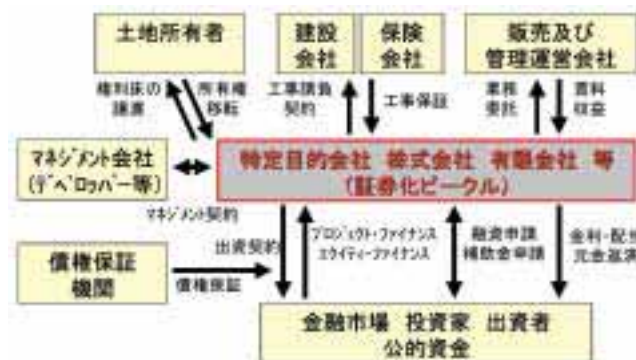 土地所有者
建設
会社
保険
会社
販売及び
管理運営会社
権利床の
譲渡
所有権
移転
工事請負
契約
工事保証
業務
委託
賃料
収益
マネジメント会社
(デベロッパー等)
特定目的会社 株式会社 有限会社 等
(証券化ビークル)
マネジメント契約
出資契約
プロジェクト・ファイナンス
エクイティーファイナンス
融資申請
補助金申請
金利・配当
元金返済
債権保証
機関
債権保証
金融市場 投資家 出資者
公的資金